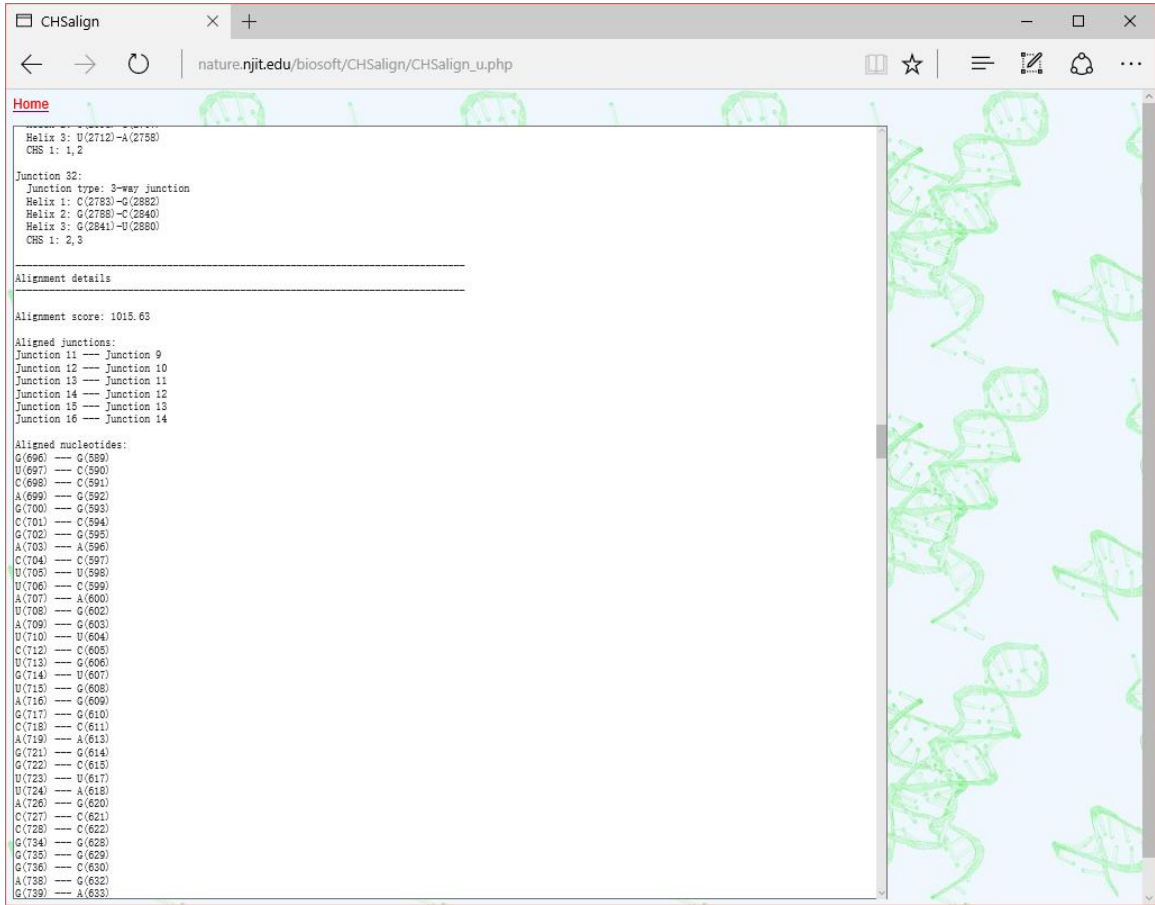 CHSalign
nature.njit.edu/biosoft/CHSalign/CHSalign_u.php
Home
Helix 3: U(2712)-A(2758)
CHS 1: 1,2
Junction 32:
Junction type: 3-way junction
Helix 1: C(2783)-G(2882)
Helix 2: G(2788)-C(2840)
Helix 3: G(2841)-U(2880)
CHS 1: 2,3
Alignment details
Alignment score: 1015.63
Aligned junctions:
Junction 11 --- Junction 9
Junction 12 --- Junction 10
Junction 13 --- Junction 11
Junction 14 --- Junction 12
Junction 15 --- Junction 13
Junction 16 --- Junction 14
Aligned nucleotides:
G(696) --- G(589)
U(697) --- C(590)
C(698) --- C(591)
A(699) --- G(592)
G(700) --- G(593)
C(701) --- C(594)
G(702) --- G(595)
A(703) --- A(596)
C(704) --- C(597)
U(705) --- U(598)
U(706) --- C(599)
A(707) --- A(600)
U(708) --- G(602)
A(709) --- G(603)
U(710) --- U(604)
C(712) --- C(605)
U(713) --- G(606)
G(714) --- U(607)
U(715) --- G(608)
A(716) --- G(609)
G(717) --- G(610)
C(718) --- C(611)
A(719) --- A(613)
G(721) --- G(614)
G(722) --- C(615)
U(723) --- U(617)
U(724) --- A(618)
A(726) --- G(620)
C(727) --- C(621)
C(728) --- C(622)
G(734) --- G(628)
G(735) --- G(629)
G(736) --- C(630)
A(738) --- G(632)
G(739) --- A(633)